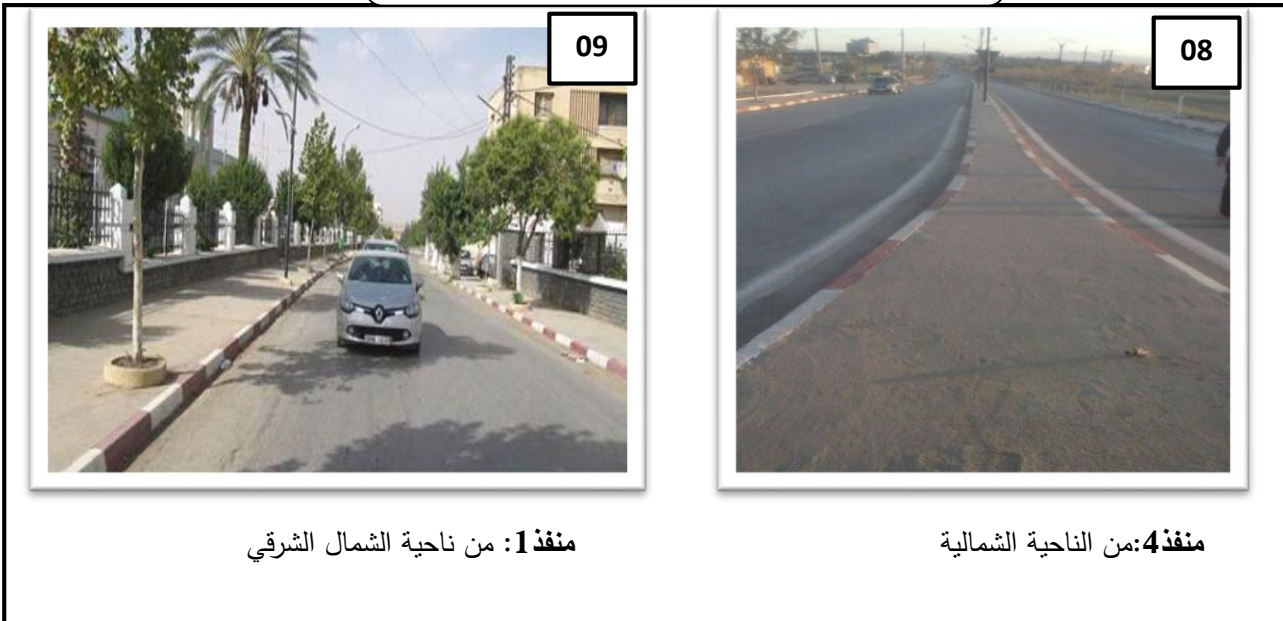 08
09
منفذ4:من الناحية الشمالية
منفذ1: من ناحية الشمال الشرقي